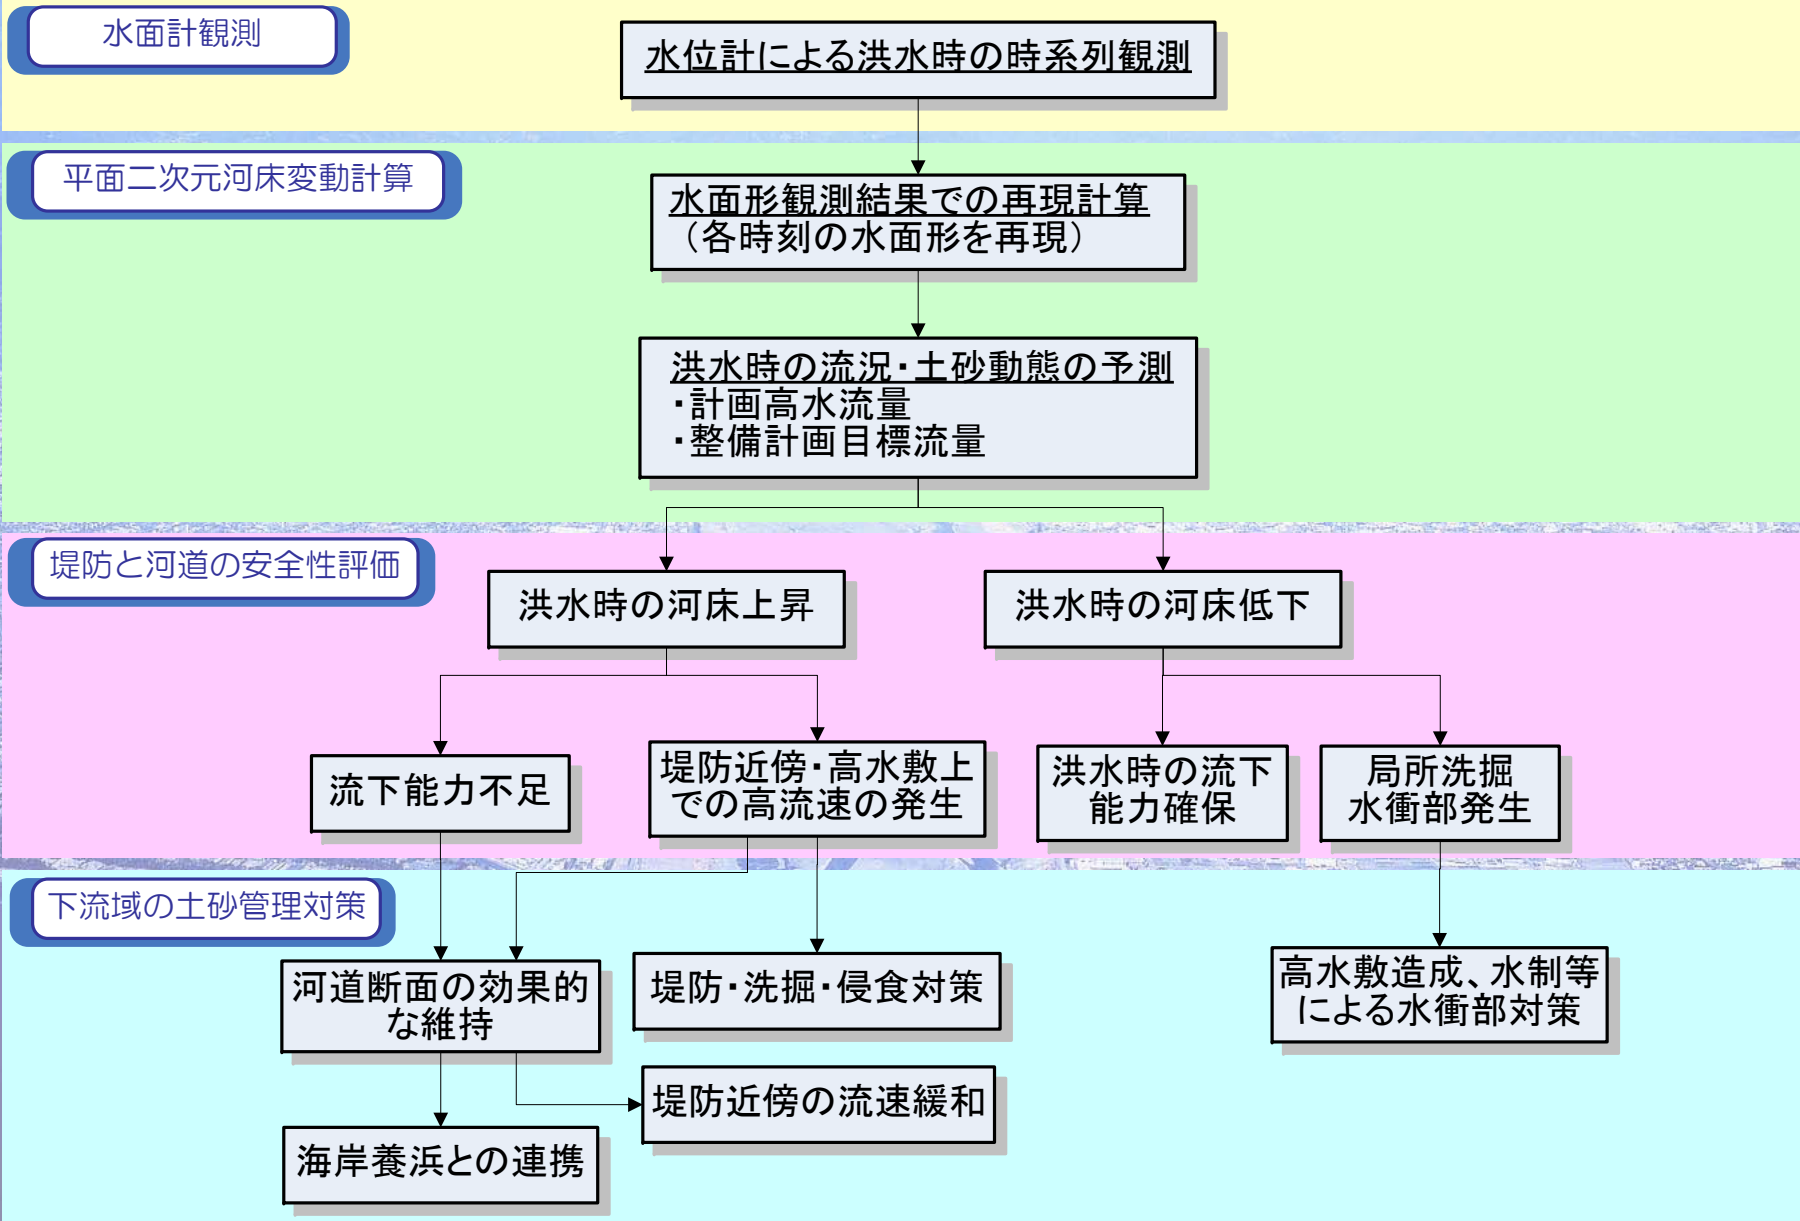 水面計観測
水位計による洪水時の時系列観測
平面二次元河床変動計算
水面形観測結果での再現計算
（各時刻の水面形を再現）
洪水時の流況・土砂動態の予測
・計画高水流量
・整備計画目標流量
堤防と河道の安全性評価
洪水時の河床上昇
洪水時の河床低下
流下能力不足
堤防近傍・高水敷上
での高流速の発生
洪水時の流下
能力確保
局所洗掘
水衝部発生
下流域の土砂管理対策
河道断面の効果的
な維持
堤防・洗掘・侵食対策
高水敷造成、水制等
による水衝部対策
堤防近傍の流速緩和
海岸養浜との連携